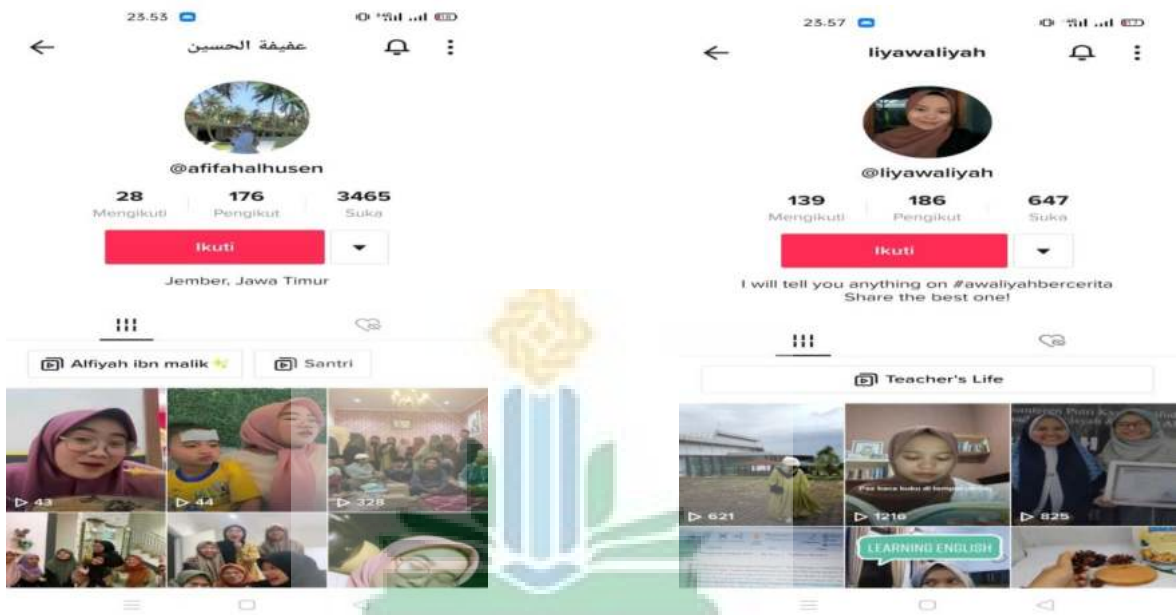 23.53
عفيفة الحسين
@afifahalhusen
28 176 3465
Mengikuti Pengikut Suka
Ikuti
Jember, Jawa Timur
Alfiyah ibn malik
Santri
43
44
328
23.57
liyawaliyah
@liyawaliyah
139 186 647
Mengikuti Pengikut Suka
Ikuti
I will tell you anything on #awaliyahbercerita
Share the best one!
Teacher's Life
621
1216
825
LEARNING ENGLISH